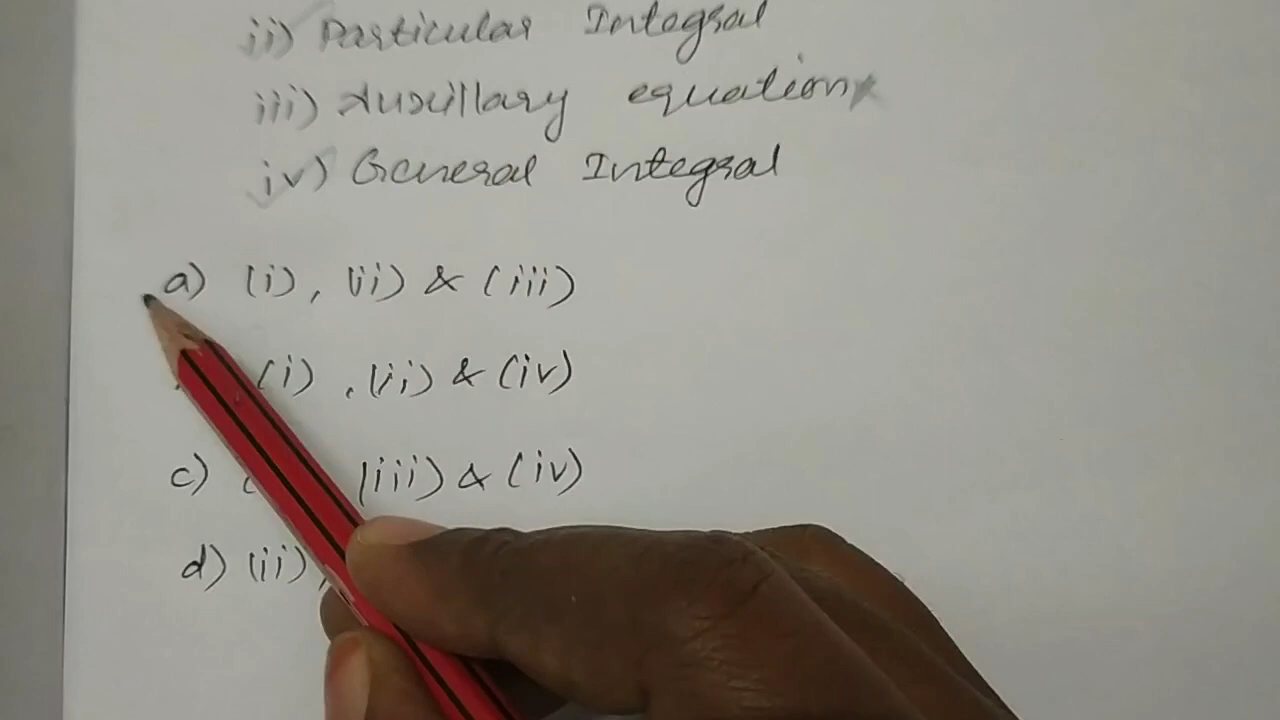 ii) Particular Integral
iii) Auxillary equation
iv) General Integral
a) (i), (ii) & (iii)
(i), (ii) & (iv)
c) (iii) & (iv)
d) (ii),